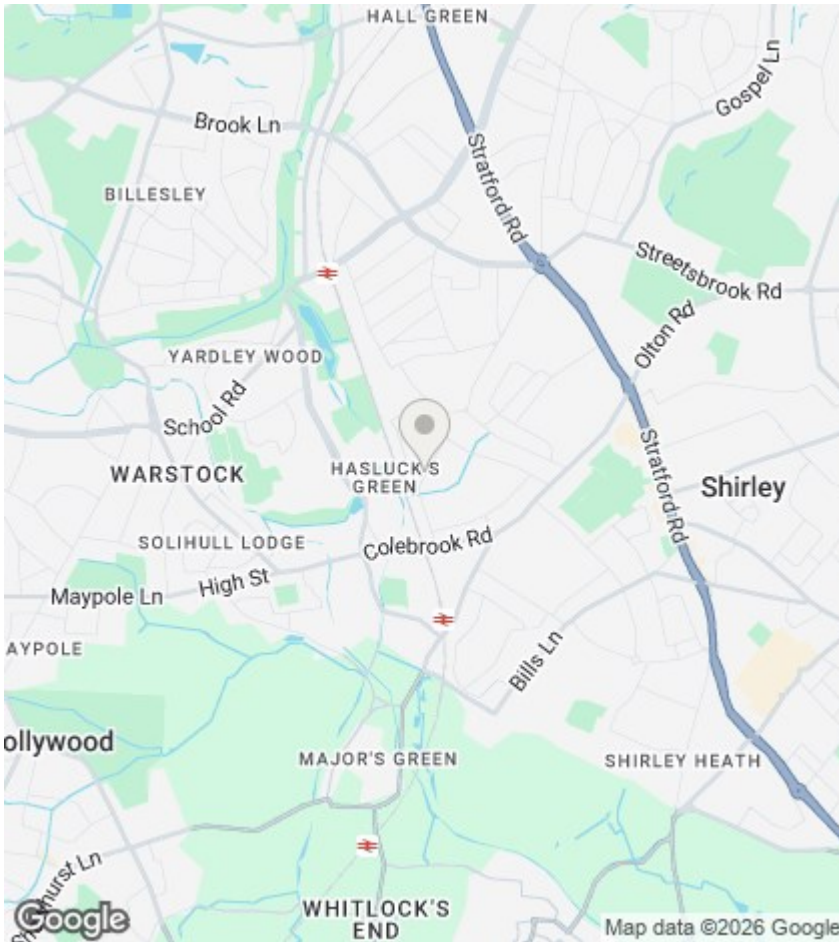 HALL GREEN
Gospel Ln
Brook Ln
Stratford Rd
BILLESLEY
Streetsbrook Rd
Olton Rd
YARDLEY WOOD
School Rd
Stratford Rd
WARSTOCK
HASLUCK'S
GREEN
Shirley
SOLIHULL LODGE
Colebrook Rd
High St
Maypole Ln
AYPOLE
Bills Ln
ollywood
MAJOR'S GREEN
SHIRLEY HEATH
WHITLOCK'S
END
Google
Map data ©2026 Google